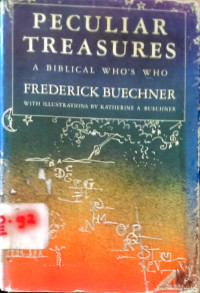 PECULIAR
TREASURES
A BIBLICAL WHO'S WHO
FREDERICK BUECHNER
WITH ILLUSTRATIONS BY KATHERINE A. BUECHNER